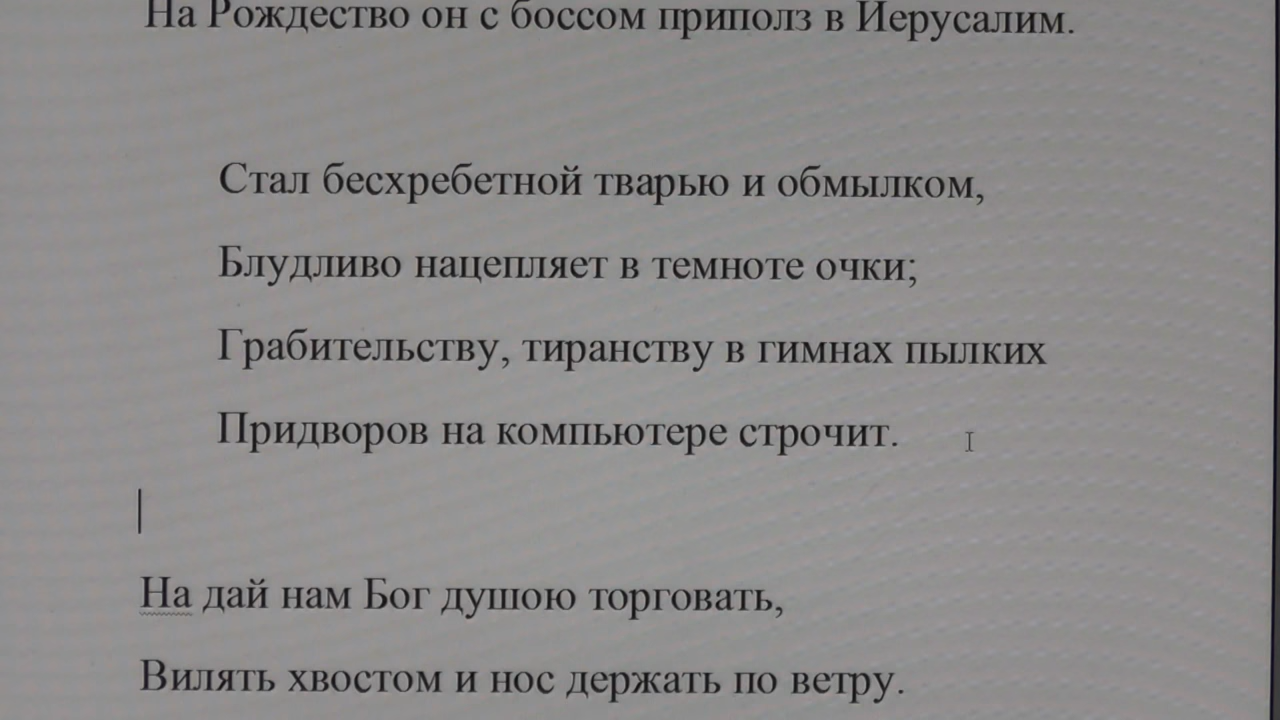 На Рождество он с боссом приполз в Иерусалим.
Стал бесхребетной тварью и обмылком,
Блудливо нацепляет в темноте очки;
Грабительству, тиранству в гимнах пылких
Придворов на компьютере строчит.
На дай нам Бог душою торговать,
Вилять хвостом и нос держать по ветру.